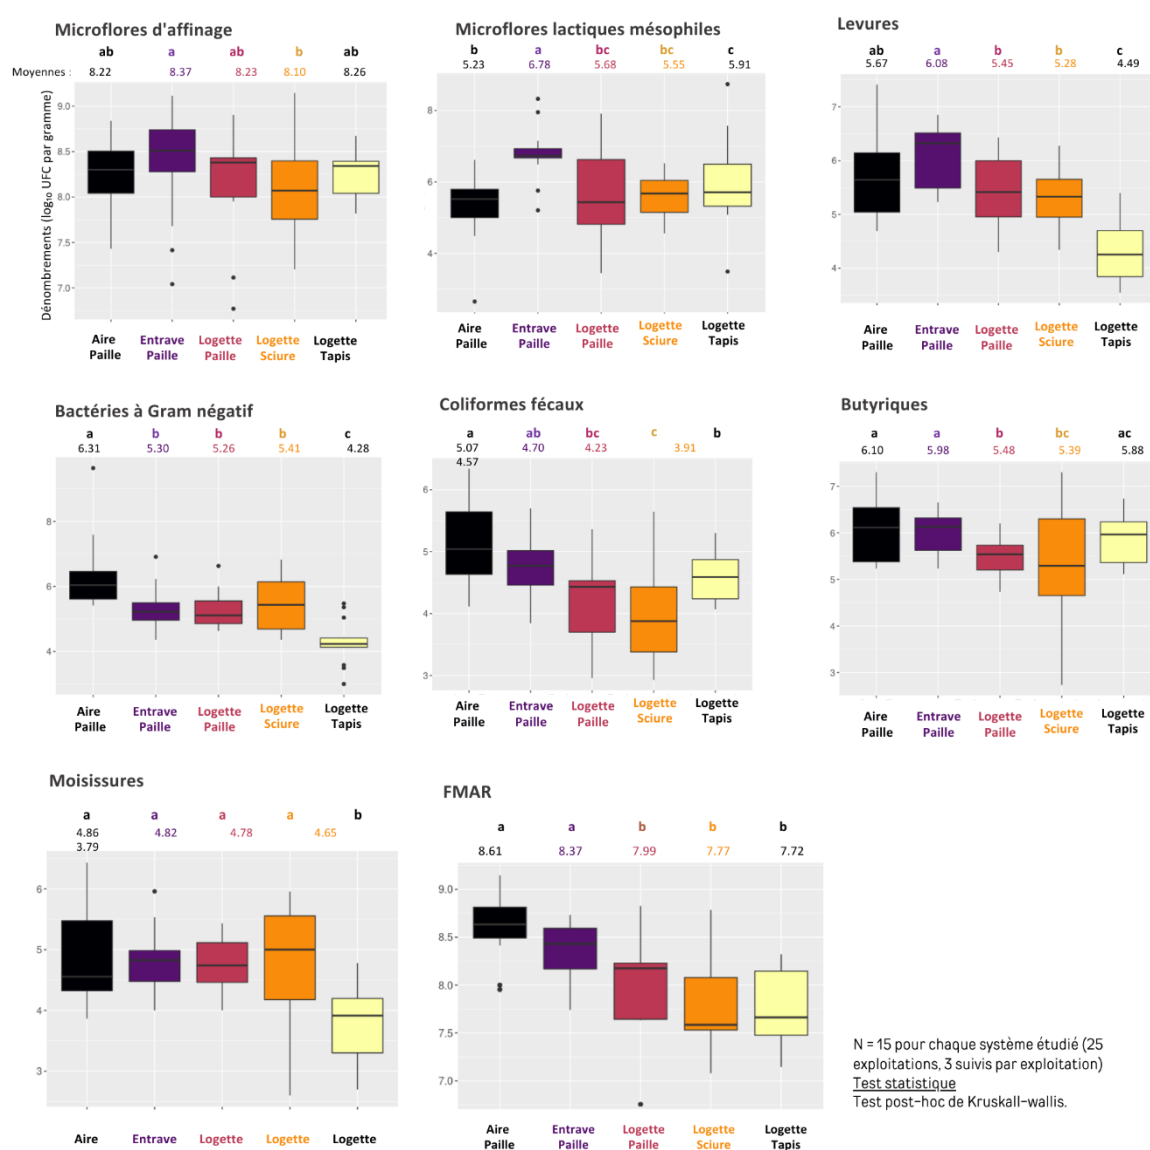 Microflores d'affinage
ab a ab b ab
Moyennes : 8.22 8.37 8.23 8.10 8.26
Dénombrements (log₁₀ UFC par gramme)
9.0
8.5
8.0
7.5
7.0
Aire Entrave Logette Logette Logette
Paille Paille Paille Sciure Tapis
Microflores lactiques mésophiles
b a bc bc c
5.23 6.78 5.68 5.55 5.91
8
6
4
Aire Entrave Logette Logette Logette
Paille Paille Paille Sciure Tapis
Levures
ab a b b c
5.67 6.08 5.45 5.28 4.49
7
6
5
4
Aire Entrave Logette Logette Logette
Paille Paille Paille Sciure Tapis
Bactéries à Gram négatif
a b b b c
6.31 5.30 5.26 5.41 4.28
8
6
4
Aire Entrave Logette Logette Logette
Paille Paille Paille Sciure Tapis
Coliformes fécaux
a ab bc c b
5.07 4.70 4.23 3.91
4.57
6
5
4
3
Aire Entrave Logette Logette Logette
Paille Paille Paille Sciure Tapis
Butyriques
a a b bc ac
6.10 5.98 5.48 5.39 5.88
7
6
5
4
3
Aire Entrave Logette Logette Logette
Paille Paille Paille Sciure Tapis
Moisissures
a a a a b
4.86 4.82 4.78 4.65
3.79
6
5
4
3
Aire Entrave Logette Logette Logette
FMAR
a a b b b
8.61 8.37 7.99 7.77 7.72
9.0
8.5
8.0
7.5
7.0
Aire Entrave Logette Logette Logette
Paille Paille Paille Sciure Tapis
N = 15 pour chaque système étudié (25
exploitations, 3 suivis par exploitation)
Test statistique
Test post-hoc de Kruskall-wallis.